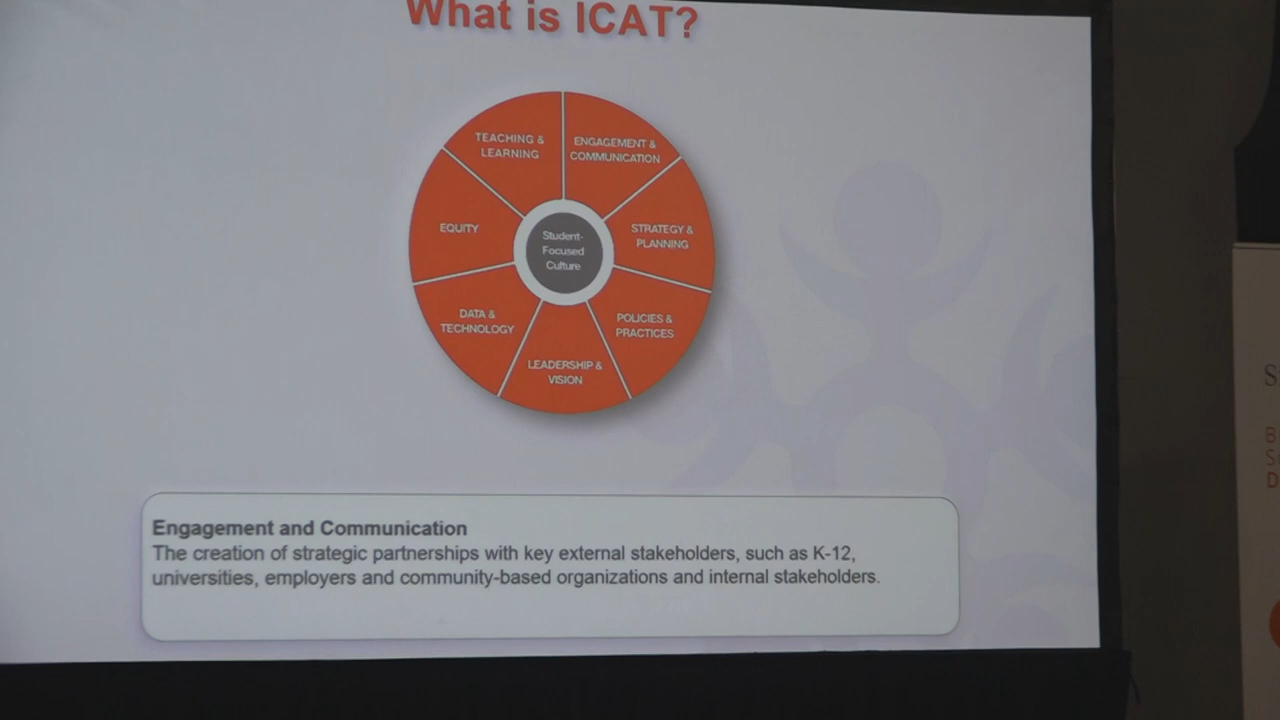 What is ICAT?
TEACHING &
LEARNING
ENGAGEMENT &
COMMUNICATION
EQUITY
Student-
Focused
Culture
STRATEGY &
PLANNING
DATA &
TECHNOLOGY
POLICIES &
PRACTICES
LEADERSHIP &
VISION
Engagement and Communication
The creation of strategic partnerships with key external stakeholders, such as K-12,
universities, employers and community-based organizations and internal stakeholders.